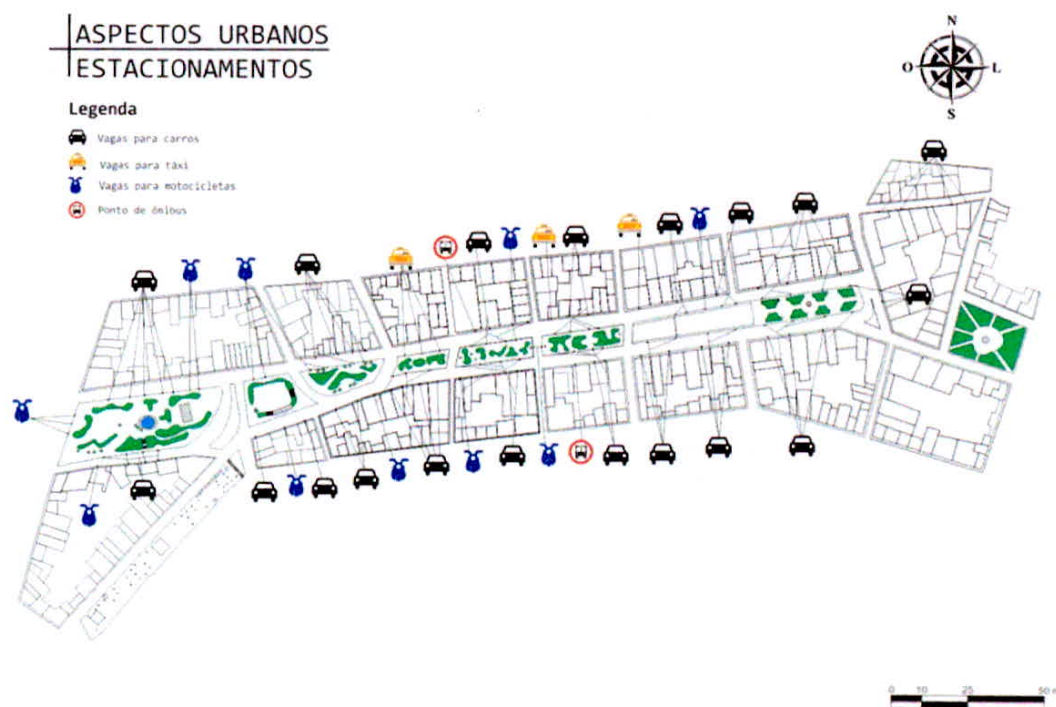 ASPECTOS URBANOS
ESTACIONAMENTOS
N
O
L
S
Legenda
Vagas para carros
Vagas para táxi
Vagas para motocicletas
Ponto de ônibus
0 10 25 50 m